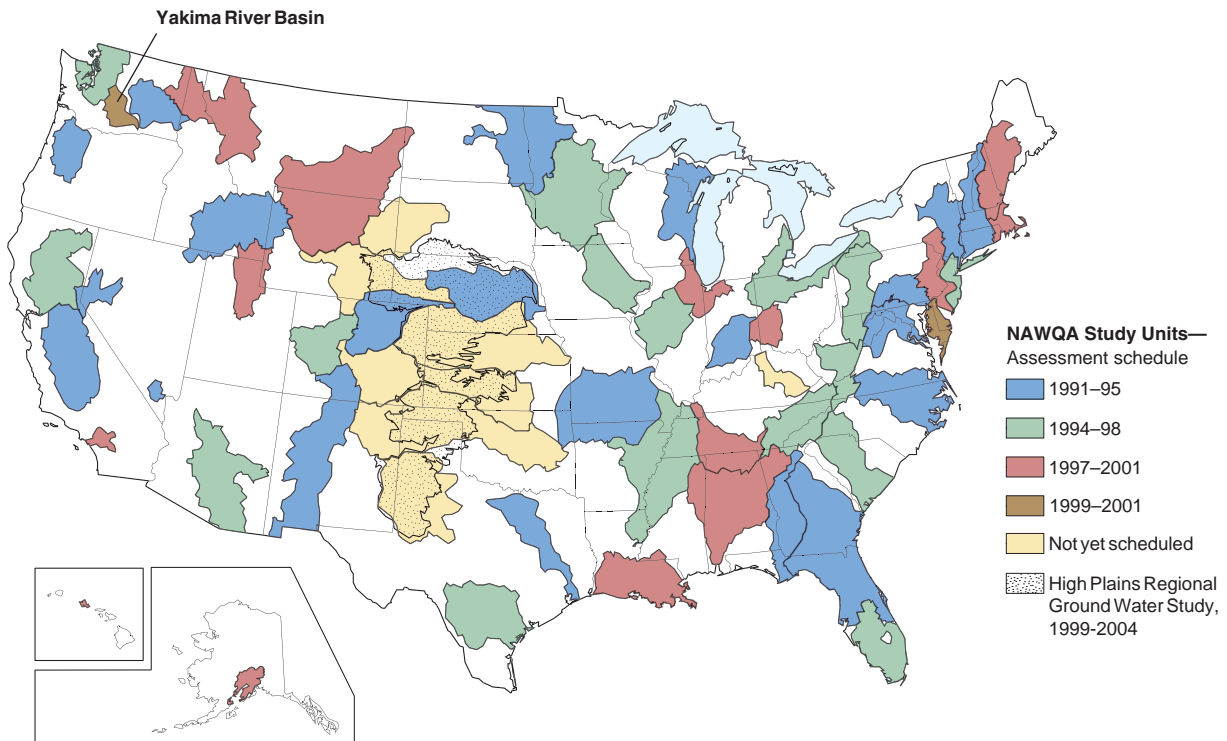 Yakima River Basin
NAWQA Study Units—
Assessment schedule
1991–95
1994–98
1997–2001
1999–2001
Not yet scheduled
High Plains Regional
Ground Water Study,
1999-2004